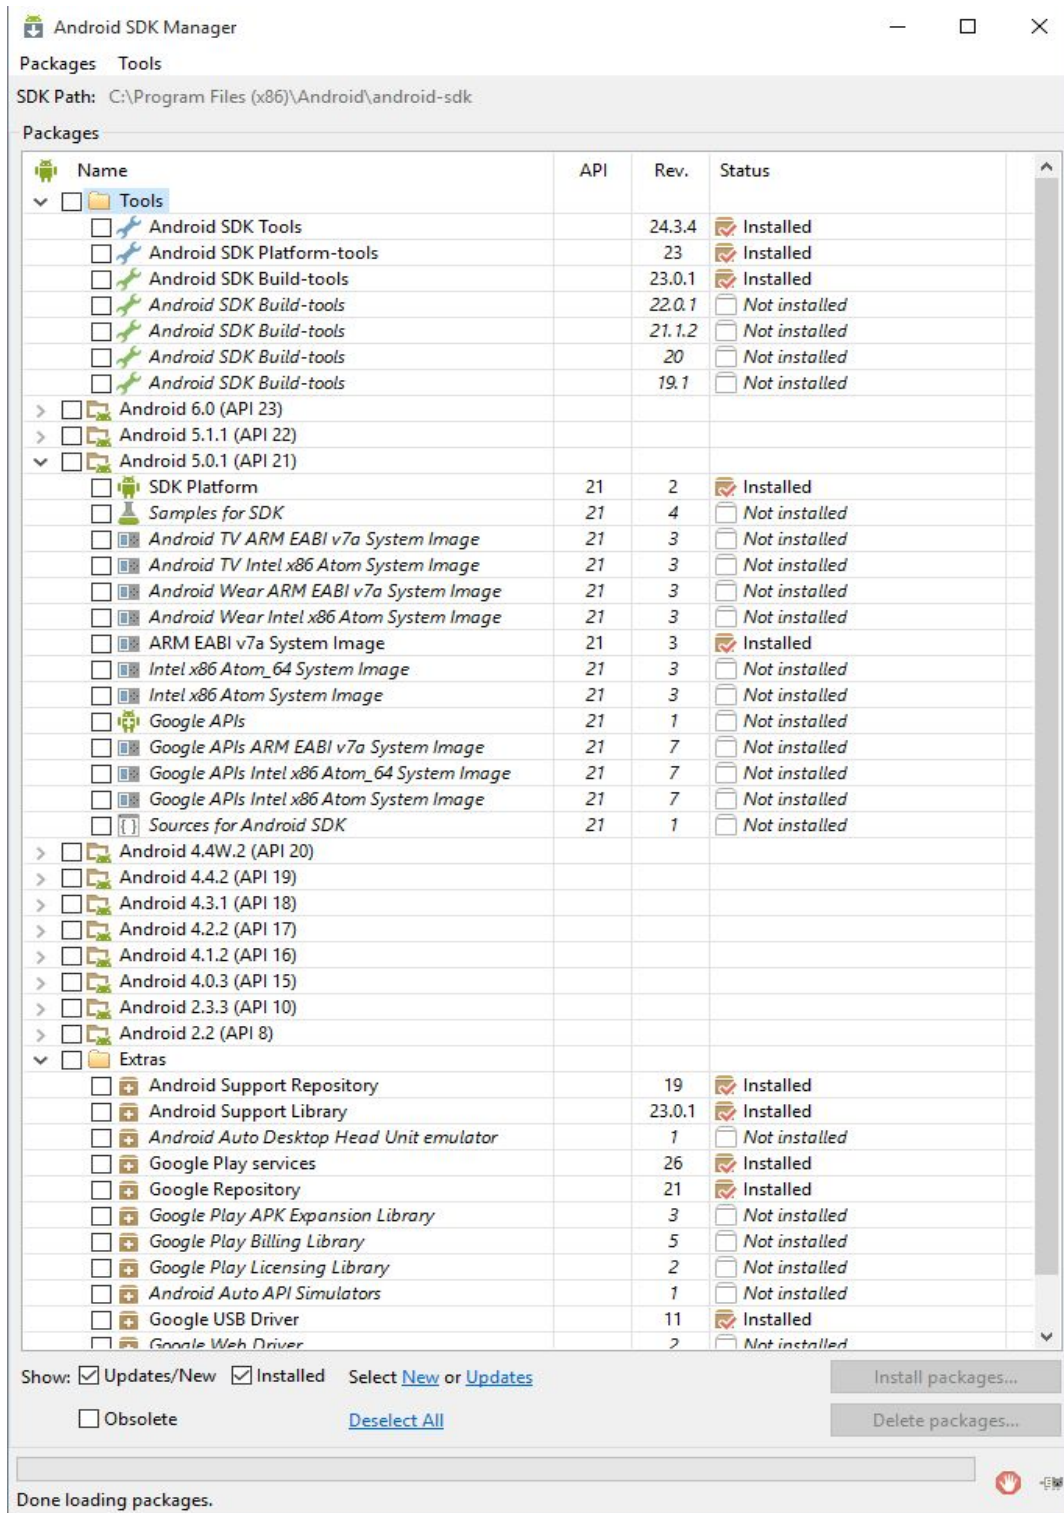 Android SDK Manager
Packages Tools
SDK Path: C:\Program Files (x86)\Android\android-sdk
Packages
Name API Rev. Status
Tools
Android SDK Tools 24.3.4 Installed
Android SDK Platform-tools 23 Installed
Android SDK Build-tools 23.0.1 Installed
Android SDK Build-tools 22.0.1 Not installed
Android SDK Build-tools 21.1.2 Not installed
Android SDK Build-tools 20 Not installed
Android SDK Build-tools 19.1 Not installed
Android 6.0 (API 23)
Android 5.1.1 (API 22)
Android 5.0.1 (API 21)
SDK Platform 21 2 Installed
Samples for SDK 21 4 Not installed
Android TV ARM EABI v7a System Image 21 3 Not installed
Android TV Intel x86 Atom System Image 21 3 Not installed
Android Wear ARM EABI v7a System Image 21 3 Not installed
Android Wear Intel x86 Atom System Image 21 3 Not installed
ARM EABI v7a System Image 21 3 Installed
Intel x86 Atom_64 System Image 21 3 Not installed
Intel x86 Atom System Image 21 3 Not installed
Google APIs 21 1 Not installed
Google APIs ARM EABI v7a System Image 21 7 Not installed
Google APIs Intel x86 Atom_64 System Image 21 7 Not installed
Google APIs Intel x86 Atom System Image 21 7 Not installed
Sources for Android SDK 21 1 Not installed
Android 4.4W.2 (API 20)
Android 4.4.2 (API 19)
Android 4.3.1 (API 18)
Android 4.2.2 (API 17)
Android 4.1.2 (API 16)
Android 4.0.3 (API 15)
Android 2.3.3 (API 10)
Android 2.2 (API 8)
Extras
Android Support Repository 19 Installed
Android Support Library 23.0.1 Installed
Android Auto Desktop Head Unit emulator 1 Not installed
Google Play services 26 Installed
Google Repository 21 Installed
Google Play APK Expansion Library 3 Not installed
Google Play Billing Library 5 Not installed
Google Play Licensing Library 2 Not installed
Android Auto API Simulators 1 Not installed
Google USB Driver 11 Installed
Google Web Driver 2 Not installed
Show: Updates/New Installed Select New or Updates Install packages...
Obsolete Deselect All Delete packages...
Done loading packages.